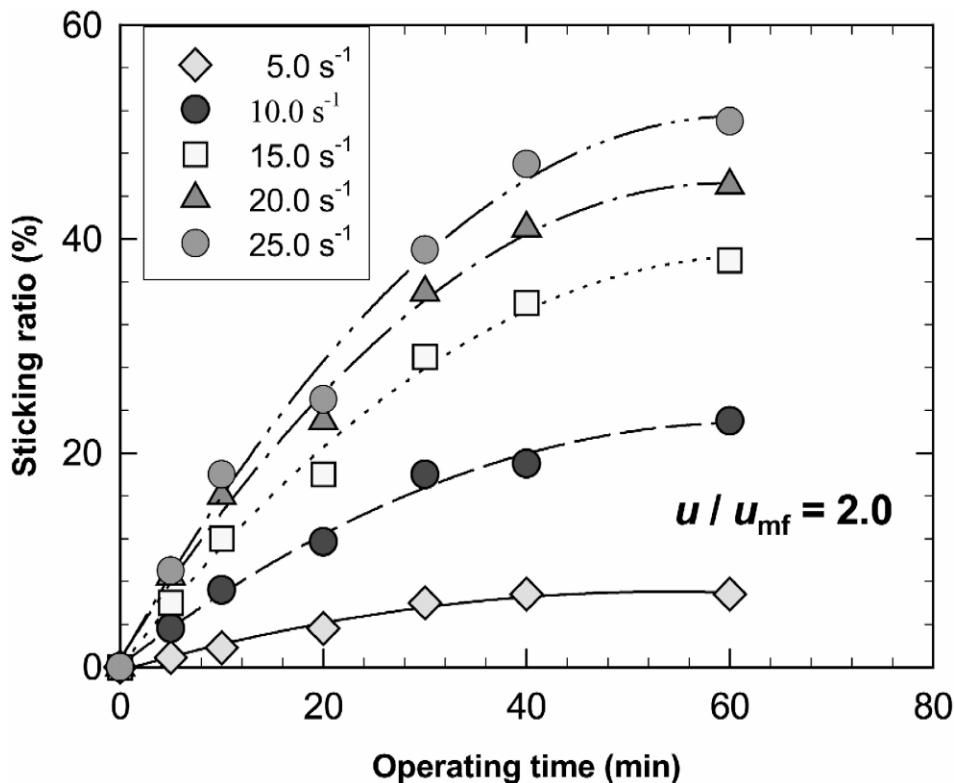 60
5.0 s⁻¹
10.0 s⁻¹
15.0 s⁻¹
20.0 s⁻¹
25.0 s⁻¹
40
20
0
Sticking ratio (%)
u / uₘf = 2.0
0 20 40 60 80
Operating time (min)